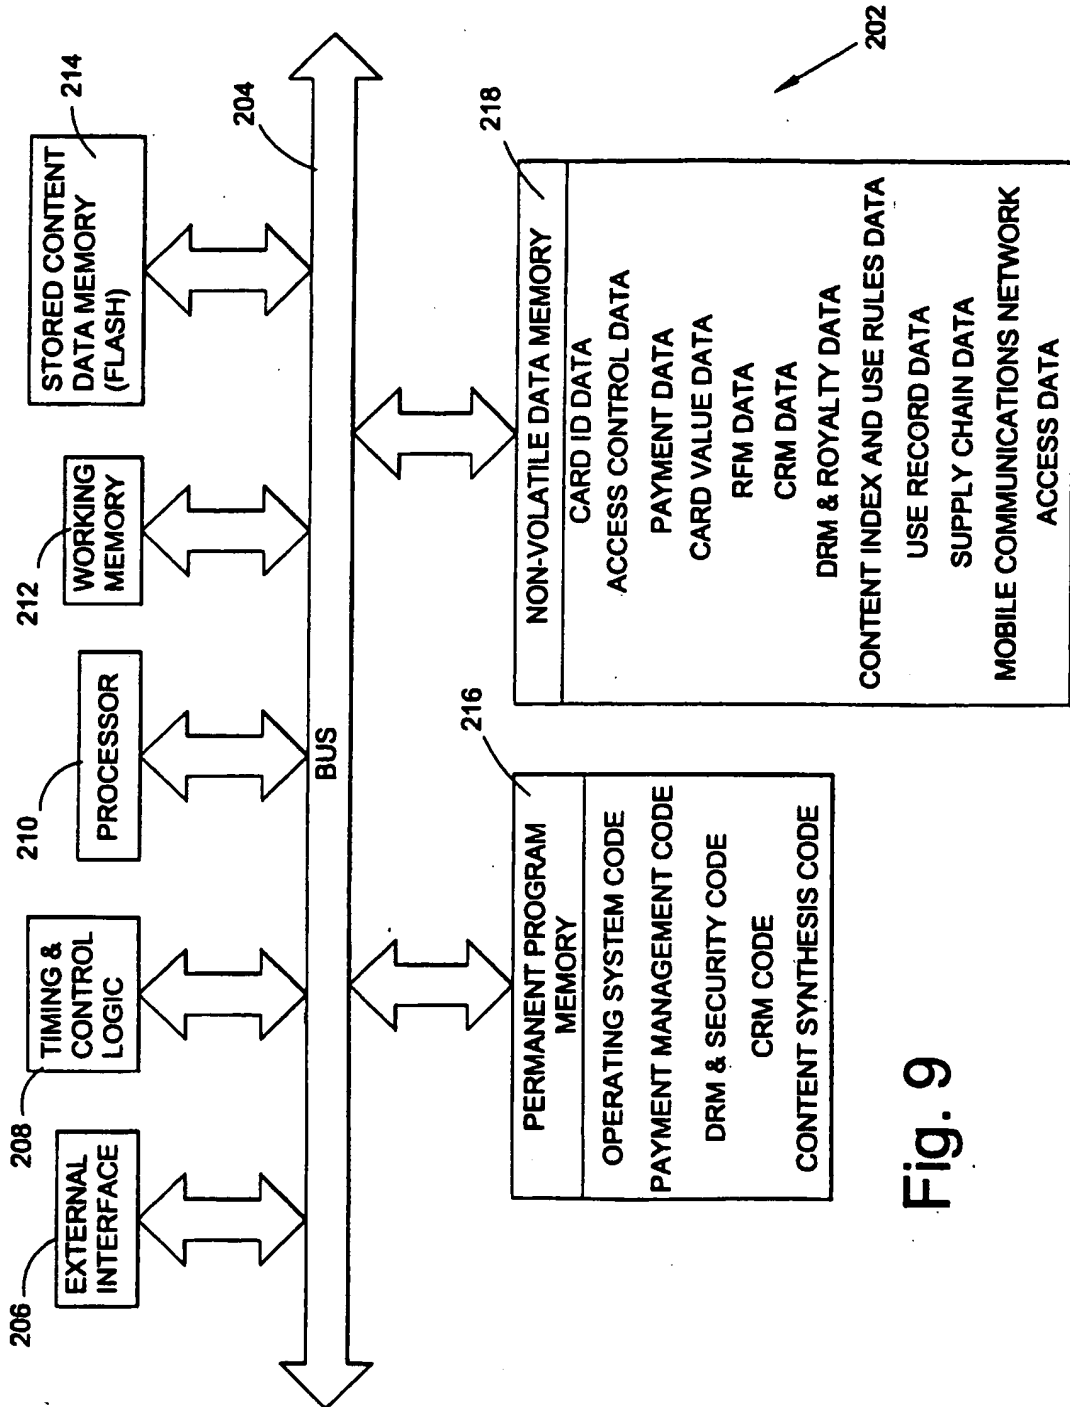 206
EXTERNAL
INTERFACE
208
TIMING &
CONTROL
LOGIC
210
PROCESSOR
212
WORKING
MEMORY
214
STORED CONTENT
DATA MEMORY
(FLASH)
BUS
204
216
PERMANENT PROGRAM
MEMORY
OPERATING SYSTEM CODE
PAYMENT MANAGEMENT CODE
DRM & SECURITY CODE
CRM CODE
CONTENT SYNTHESIS CODE
218
NON-VOLATILE DATA MEMORY
CARD ID DATA
ACCESS CONTROL DATA
PAYMENT DATA
CARD VALUE DATA
RFM DATA
CRM DATA
DRM & ROYALTY DATA
CONTENT INDEX AND USE RULES DATA
USE RECORD DATA
SUPPLY CHAIN DATA
MOBILE COMMUNICATIONS NETWORK
ACCESS DATA
202
Fig. 9